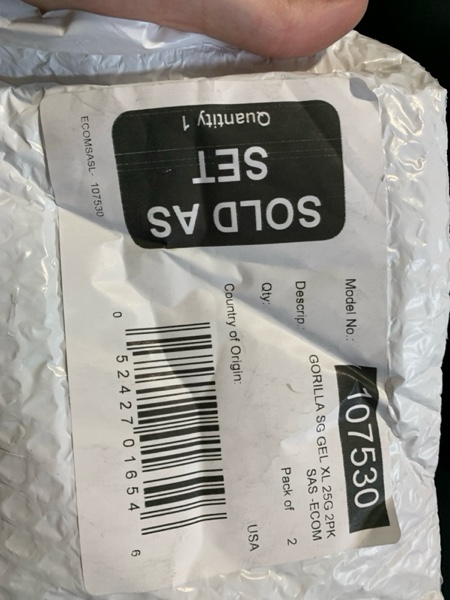 SOLD AS
SET
Quantity 1
ECOMSASL- 107530
Model No.: 107530
Descrip.: GORILLA SG GEL XL 25G 2PK
SAS -ECOM
Qty: Pack of 2
Country of Origin: USA
0 52427 01654 6